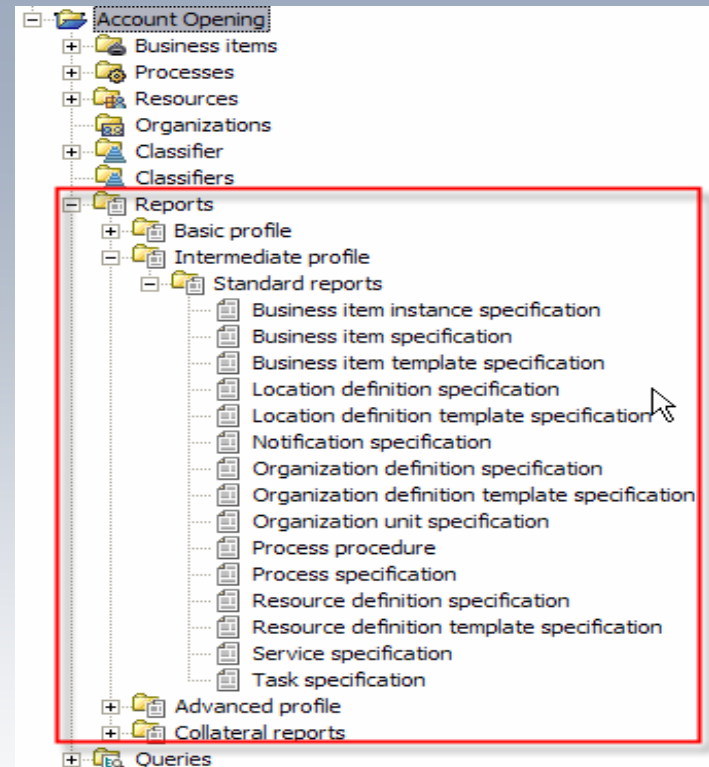 Account Opening
Business items
Processes
Resources
Organizations
Classifier
Classifiers
Reports
Basic profile
Intermediate profile
Standard reports
Business item instance specification
Business item specification
Business item template specification
Location definition specification
Location definition template specification
Notification specification
Organization definition specification
Organization definition template specification
Organization unit specification
Process procedure
Process specification
Resource definition specification
Resource definition template specification
Service specification
Task specification
Advanced profile
Collateral reports
Queries